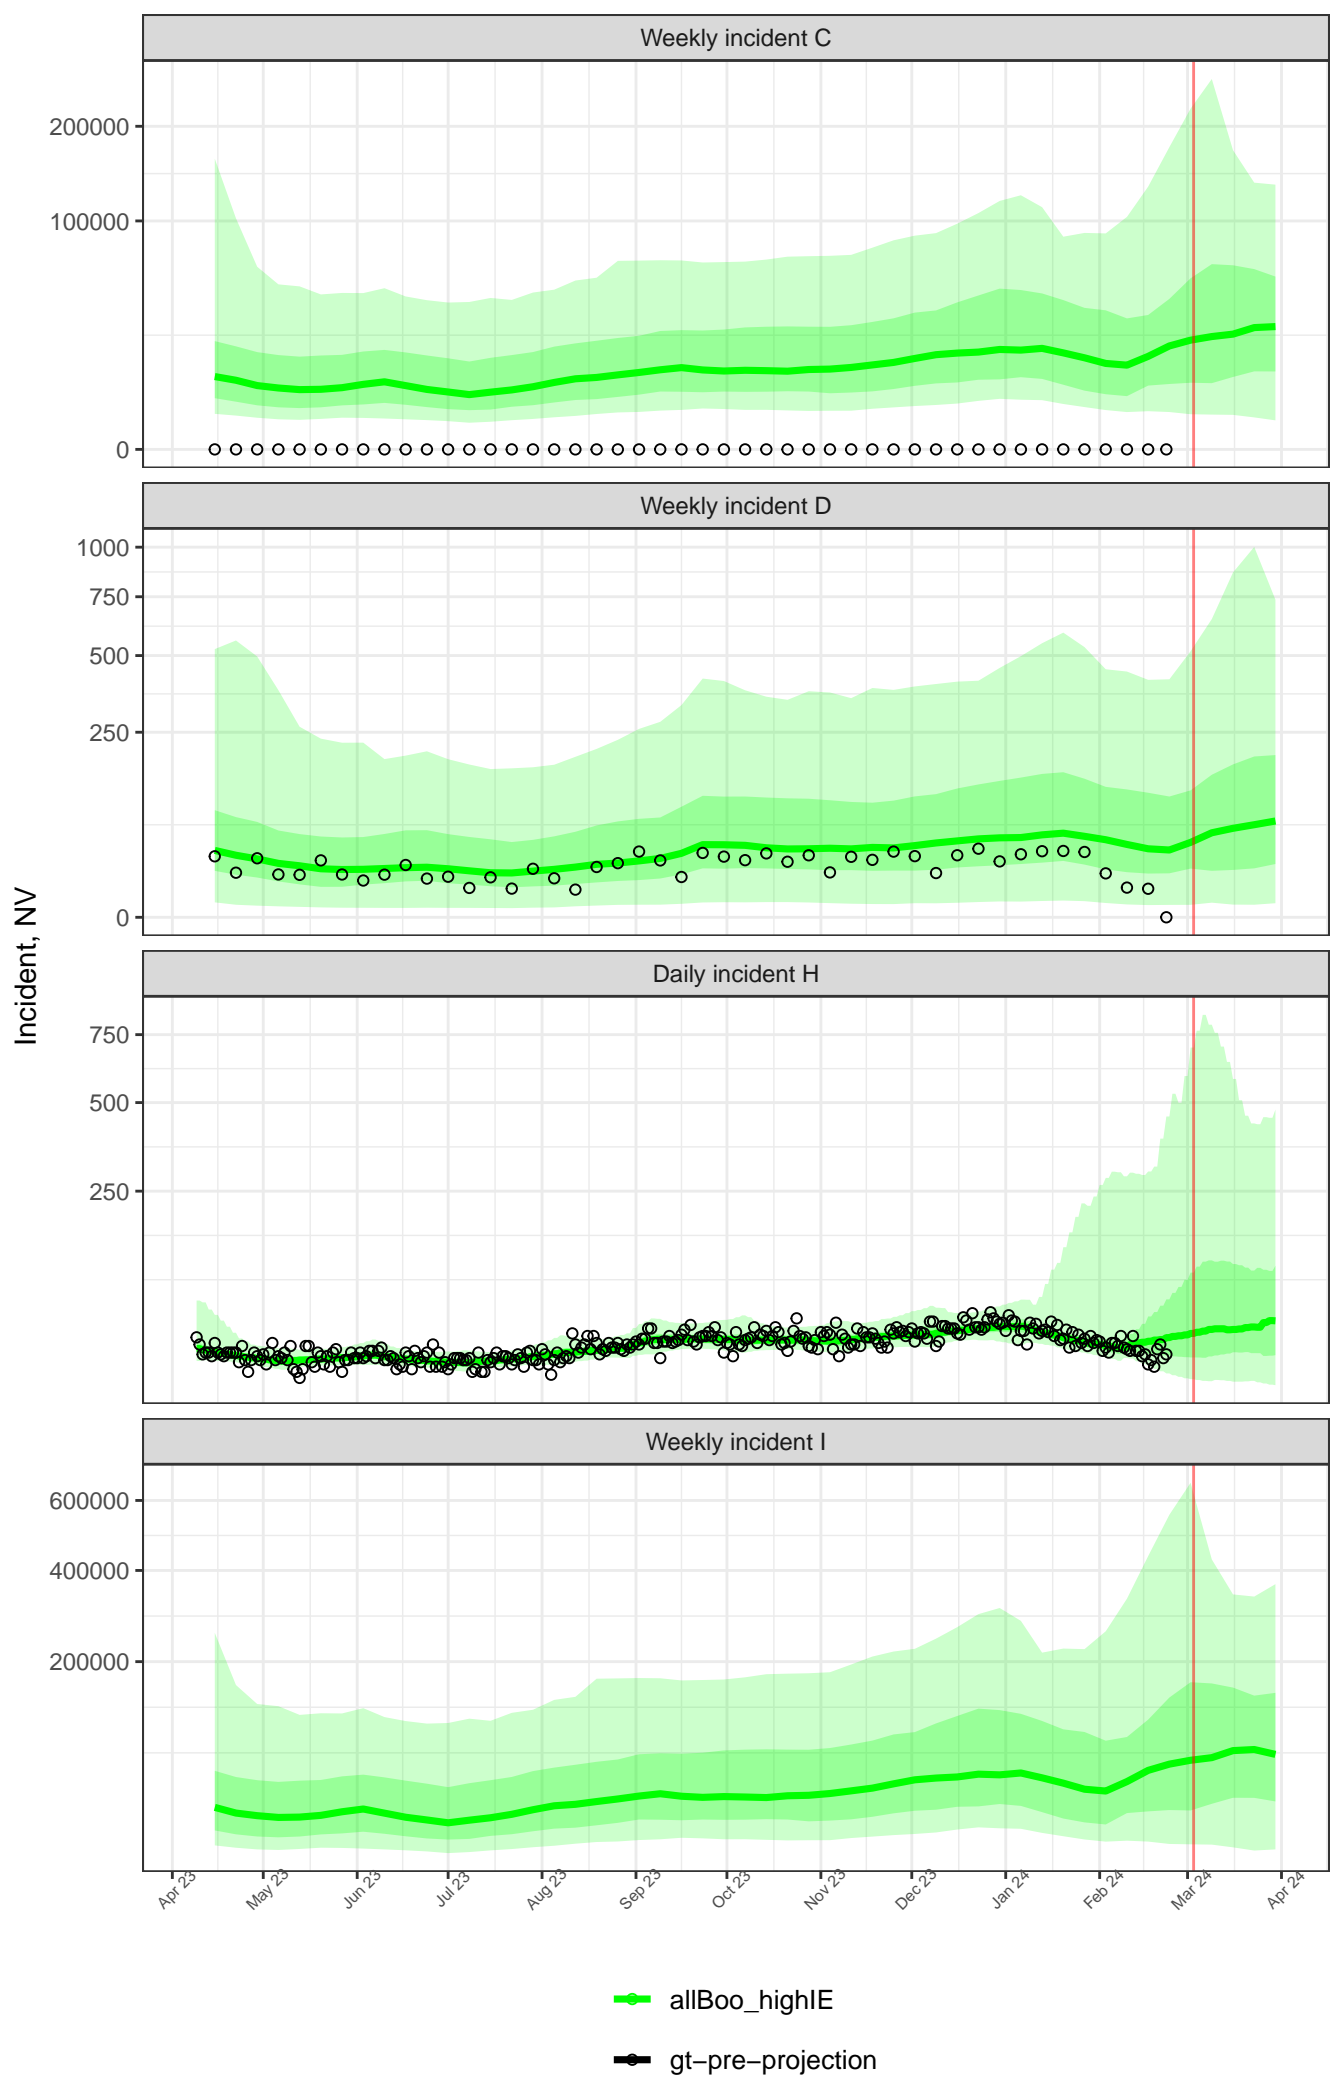 Weekly incident C
200000
100000
0
Weekly incident D
1000
750
500
250
0
Daily incident H
750
500
250
Weekly incident I
600000
400000
200000
Incident, NV
Apr 23 May 23 Jun 23 Jul 23 Aug 23 Sep 23 Oct 23 Nov 23 Dec 23 Jan 24 Feb 24 Mar 24 Apr 24
allBoo_highIE
gt−pre−projection